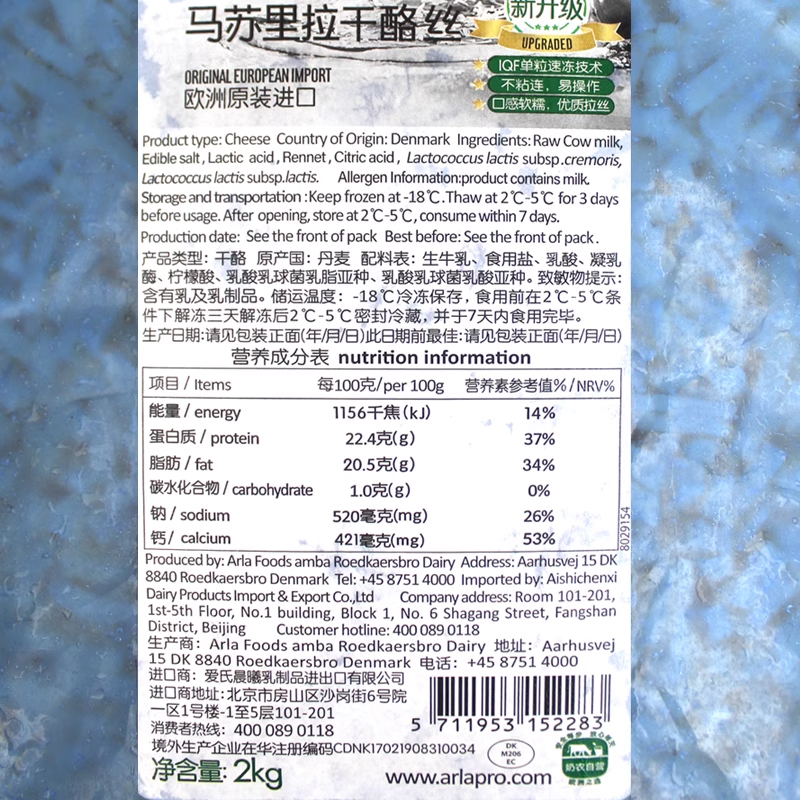 马苏里拉干酪丝
新升级
UPGRADED
IQF单粒速冻技术
不粘连，易操作
口感软糯，优质拉丝
ORIGINAL EUROPEAN IMPORT
欧洲原装进口
Product type: Cheese Country of Origin: Denmark Ingredients: Raw Cow milk,
Edible salt, Lactic acid, Rennet, Citric acid, Lactococcus lactis subsp.cremoris,
Lactococcus lactis subsp.lactis. Allergen Information:product contains milk.
Storage and transportation :Keep frozen at -18℃.Thaw at 2℃-5℃ for 3 days
before usage. After opening, store at 2℃-5℃, consume within 7 days.
Production date: See the front of pack Best before: See the front of pack.
产品类型: 干酪 原产国: 丹麦 配料表: 生牛乳、食用盐、乳酸、凝乳
酶、柠檬酸、乳酸乳球菌乳脂亚种、乳酸乳球菌乳酸亚种。致敏物提示:
含有乳及乳制品。储运温度: -18℃冷冻保存, 食用前在2℃-5℃条
件下解冻三天解冻后2℃-5℃密封冷藏, 并于7天内食用完毕。
生产日期:请见包装正面(年/月/日)此日期前最佳:请见包装正面(年/月/日)
营养成分表 nutrition information
项目 / Items 每100克/per 100g 营养素参考值%/NRV%
能量 / energy 1156千焦(kJ) 14%
蛋白质 / protein 22.4克(g) 37%
脂肪 / fat 20.5克(g) 34%
碳水化合物 / carbohydrate 1.0克(g) 0%
钠 / sodium 520毫克(mg) 26%
钙 / calcium 421毫克(mg) 53%
8029154
Produced by: Arla Foods amba Roedkaersbro Dairy Address: Aarhusvej 15 DK
8840 Roedkaersbro Denmark Tel: +45 8751 4000 Imported by: Aishichenxi
Dairy Products Import & Export Co.,Ltd Company address: Room 101-201,
1st-5th Floor, No.1 building, Block 1, No. 6 Shagang Street, Fangshan
District, Beijing Customer hotline: 400 089 0118
生产商: Arla Foods amba Roedkaersbro Dairy 地址: Aarhusvej
15 DK 8840 Roedkaersbro Denmark 电话: +45 8751 4000
进口商: 爱氏晨曦乳制品进出口有限公司
进口商地址:北京市房山区沙岗街6号院
一区1号楼-1至5层101-201
消费者热线: 400 089 0118
境外生产企业在华注册编码CDNK17021908310034
净含量: 2kg
5 711953 152283
DK
M206
EC
奶农自营
欧洲之选
www.arlapro.com